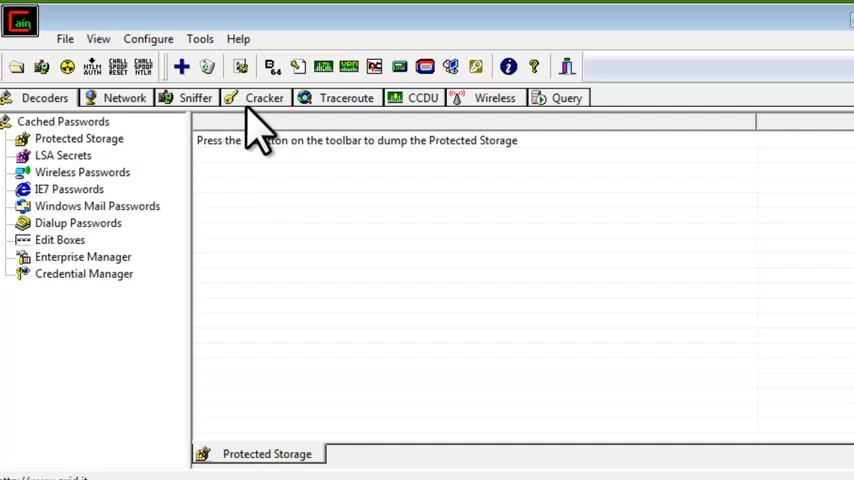 Cain
File View Configure Tools Help
NTLM AUTH CHALL SPOOF RESET CHALL SPOOF NTLM B64
Decoders Network Sniffer Cracker Traceroute CCDU Wireless Query
Cached Passwords
Protected Storage
LSA Secrets
Wireless Passwords
IE7 Passwords
Windows Mail Passwords
Dialup Passwords
Edit Boxes
Enterprise Manager
Credential Manager
Press the on the toolbar to dump the Protected Storage
Protected Storage